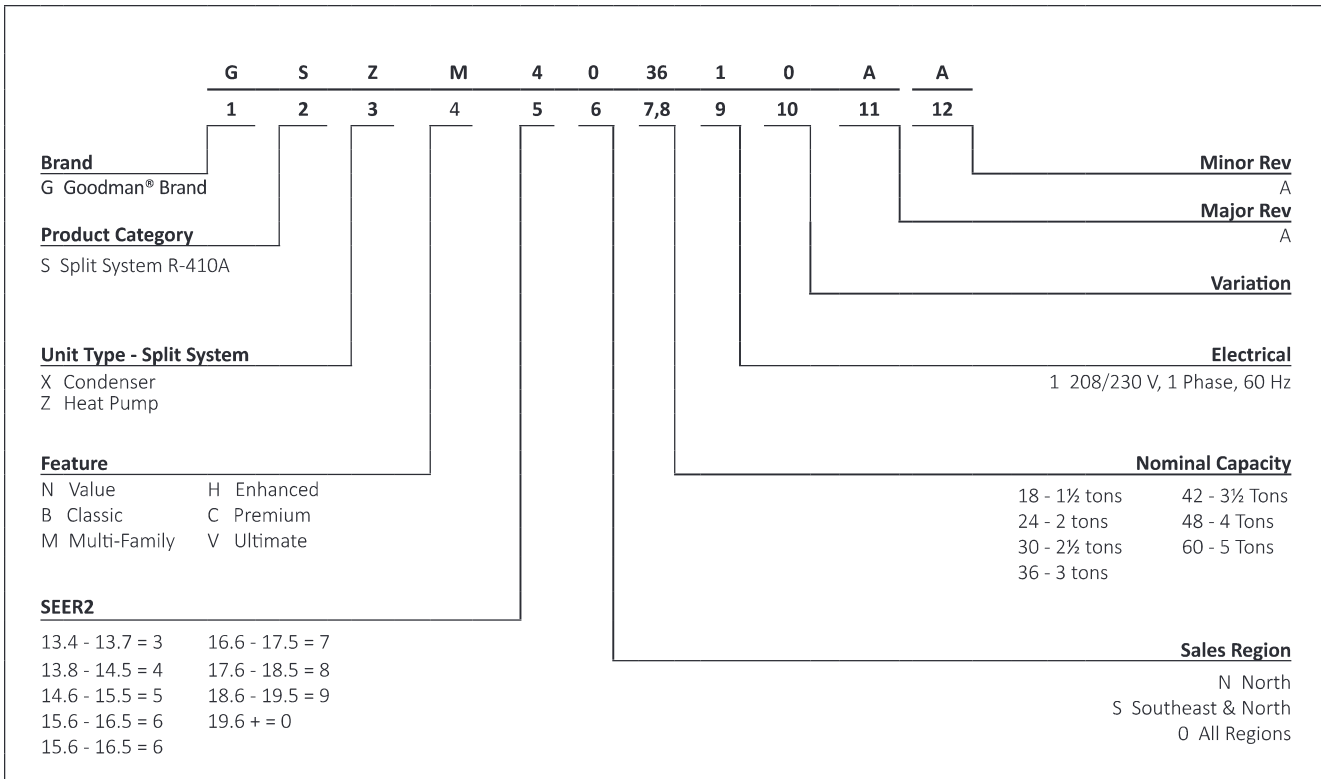 G S Z M 4 0 36 1 0 A A
1 2 3 4 5 6 7,8 9 10 11 12
Brand
G Goodman® Brand
Product Category
S Split System R-410A
Unit Type - Split System
X Condenser
Z Heat Pump
Feature
N Value H Enhanced
B Classic C Premium
M Multi-Family V Ultimate
SEER2
13.4 - 13.7 = 3 16.6 - 17.5 = 7
13.8 - 14.5 = 4 17.6 - 18.5 = 8
14.6 - 15.5 = 5 18.6 - 19.5 = 9
15.6 - 16.5 = 6 19.6 + = 0
15.6 - 16.5 = 6
Minor Rev
A
Major Rev
A
Variation
Electrical
1 208/230 V, 1 Phase, 60 Hz
Nominal Capacity
18 - 1½ tons 42 - 3½ Tons
24 - 2 tons 48 - 4 Tons
30 - 2½ tons 60 - 5 Tons
36 - 3 tons
Sales Region
N North
S Southeast & North
0 All Regions